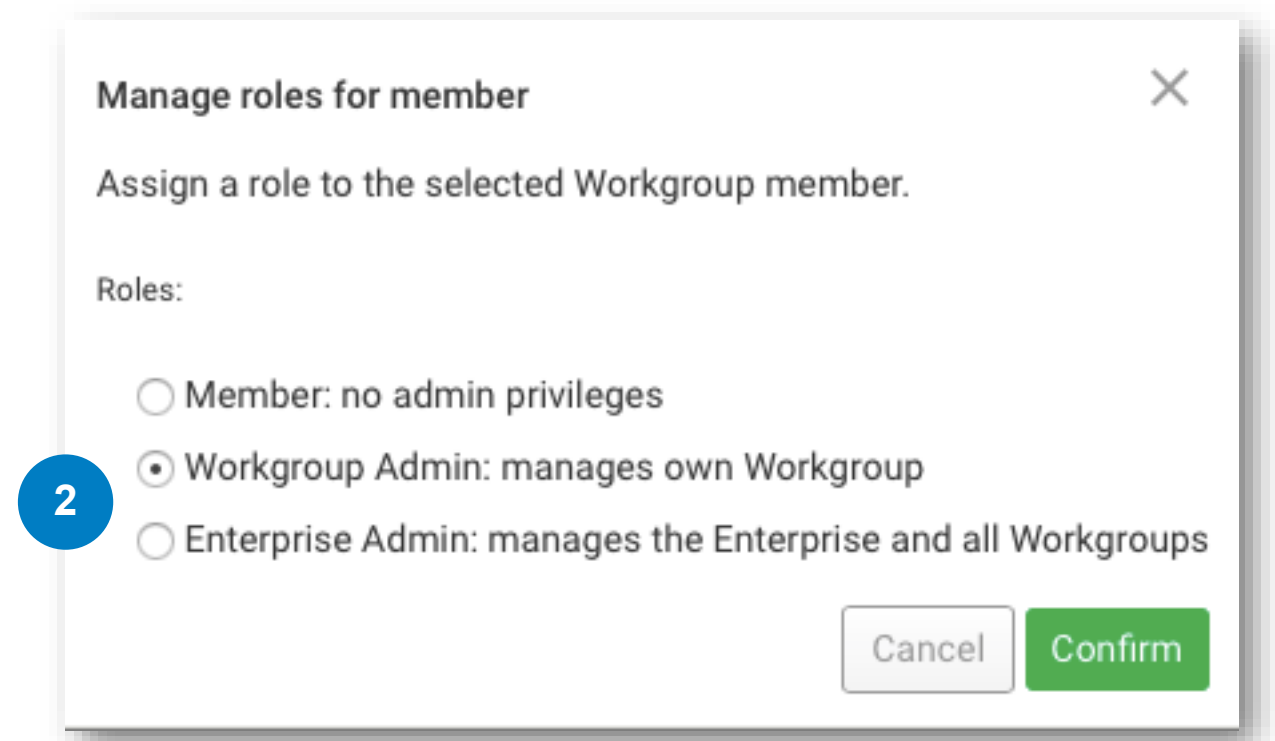 Manage roles for member
Assign a role to the selected Workgroup member.
Roles:
Member: no admin privileges
Workgroup Admin: manages own Workgroup
2
Enterprise Admin: manages the Enterprise and all Workgroups
Cancel
Confirm